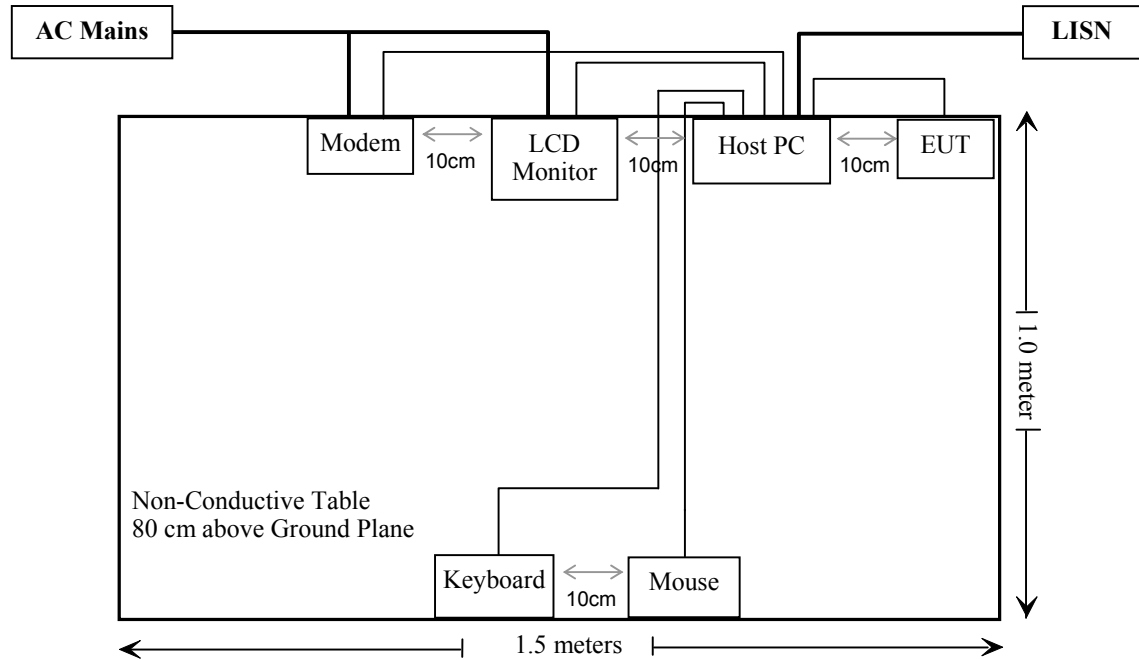 AC Mains
LISN
Modem
LCD
Monitor
Host PC
EUT
10cm
10cm
10cm
1.0 meter
Non-Conductive Table
80 cm above Ground Plane
Keyboard
Mouse
10cm
1.5 meters